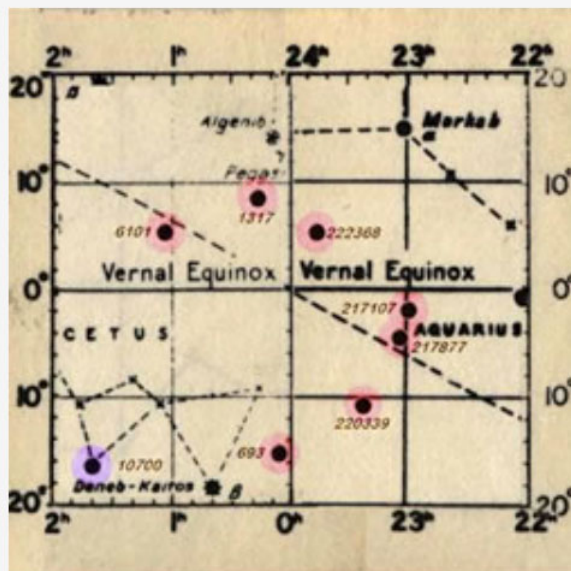 2ʰ 1ʰ 24ʰ 23ʰ 22ʰ
20° 20°
Algenib Markab
α
γ
Pegas
10° 10°
1317
6101 222368
Vernal Equinox Vernal Equinox
0° 0°
217107
CETUS AQUARIUS
217877
10° 10°
220339
10700 693
Deneb-Kaitos β
20° 20°
2ʰ 1ʰ 0ʰ 23ʰ 22ʰ